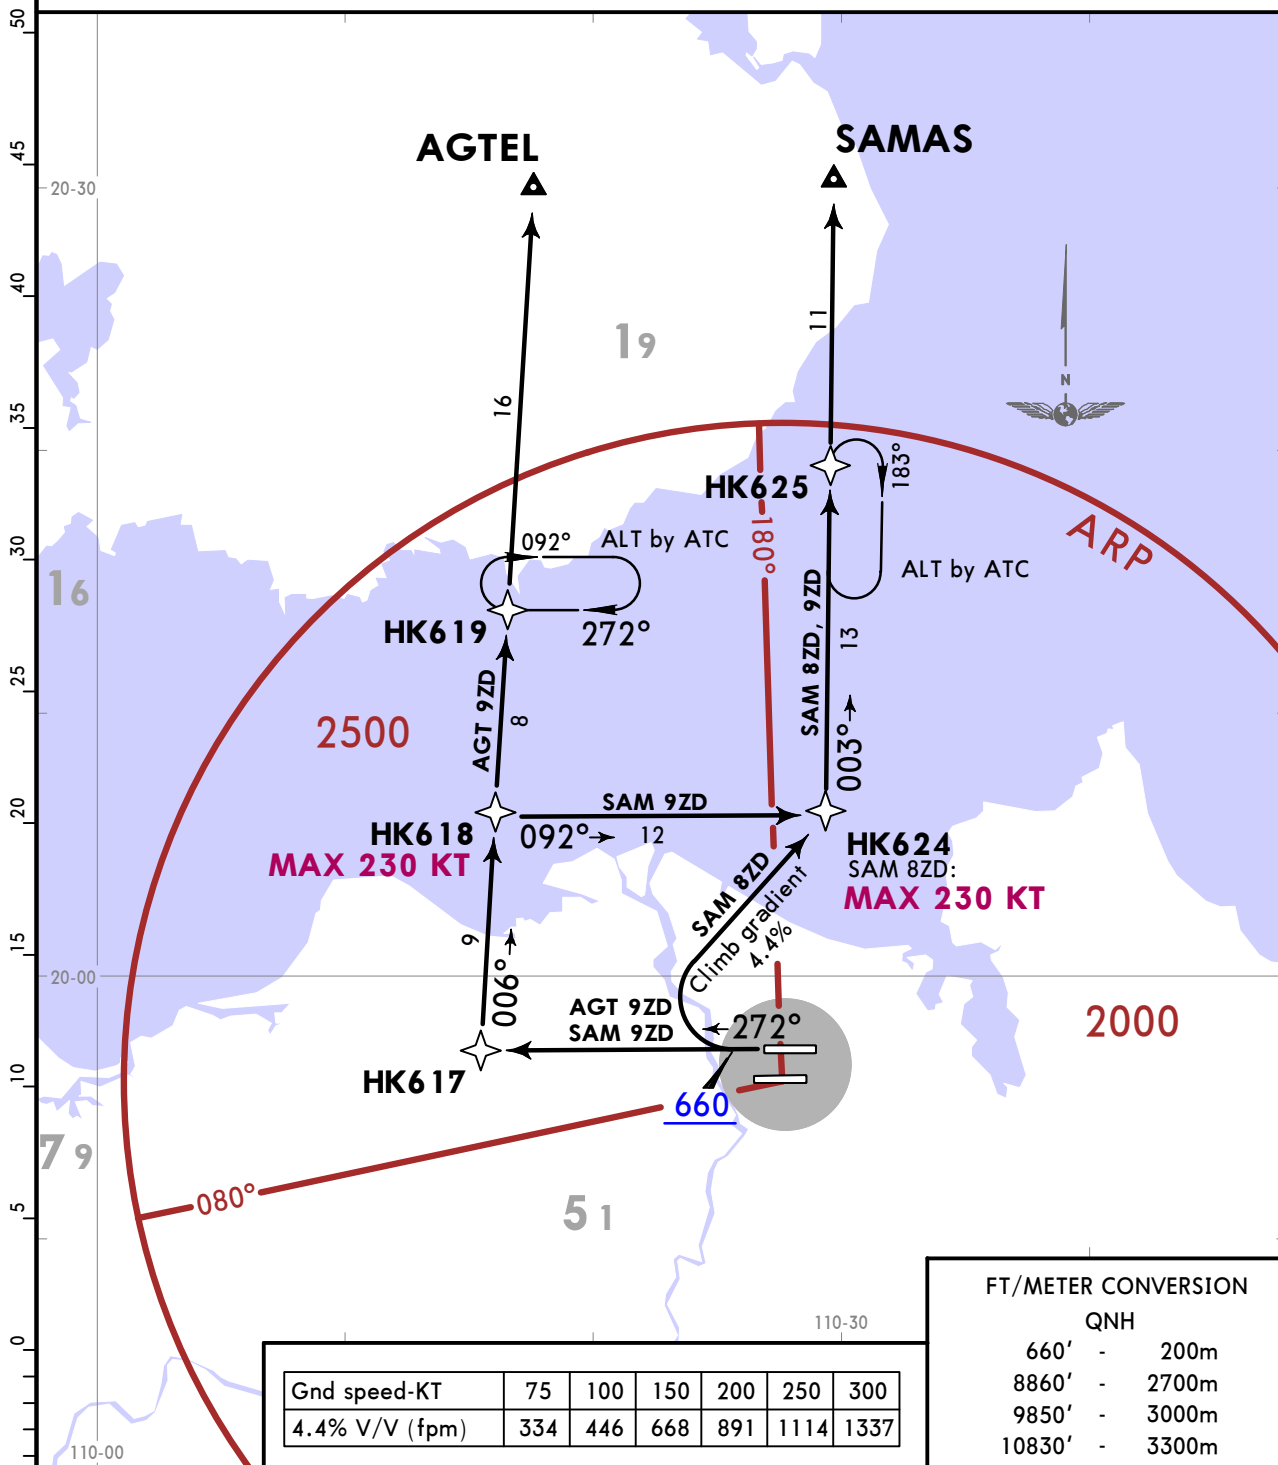 50
45
40
35
30
25
20
15
10
5
0
AGTEL
SAMAS
20-30
11
19
16
N
HK625
183°
180°
ARP
092°
ALT by ATC
ALT by ATC
16
HK619
272°
SAM 8ZD, 9ZD
13
AGT 9ZD
8
2500
003°
SAM 9ZD
HK618
092°
12
MAX 230 KT
HK624
SAM 8ZD:
MAX 230 KT
SAM 8ZD
Climb gradient
4.4%
9
006°
20-00
AGT 9ZD
SAM 9ZD
272°
2000
HK617
660
79
080°
51
110-30
FT/METER CONVERSION
QNH
660' - 200m
8860' - 2700m
9850' - 3000m
10830' - 3300m
Gnd speed-KT 75 100 150 200 250 300
4.4% V/V (fpm) 334 446 668 891 1114 1337
110-00